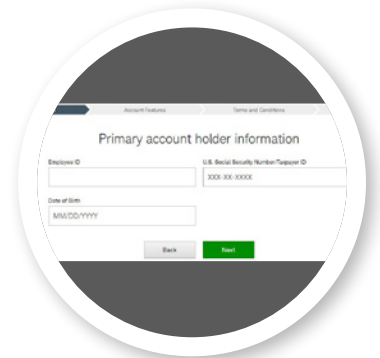 Account Features Terms and Conditions
Primary account holder information
Employee ID U.S. Social Security Number/Taxpayer ID
XXX-XX-XXXX
Date of Birth
MM/DD/YYYY
Back Next